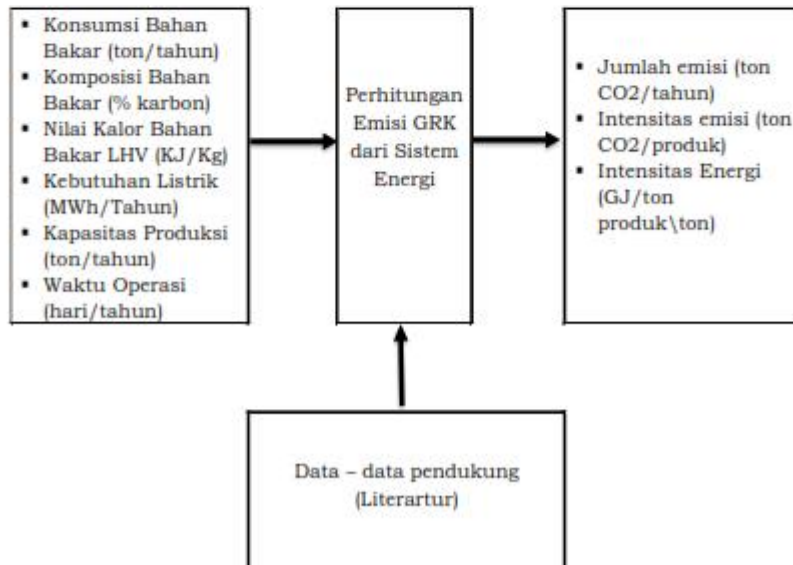 ▪ Konsumsi Bahan
Bakar (ton/tahun)
▪ Komposisi Bahan
Bakar (% karbon)
▪ Nilai Kalor Bahan
Bakar LHV (KJ/Kg)
▪ Kebutuhan Listrik
(MWh/Tahun)
▪ Kapasitas Produksi
(ton/tahun)
▪ Waktu Operasi
(hari/tahun)
Perhitungan
Emisi GRK
dari Sistem
Energi
▪ Jumlah emisi (ton
CO2/tahun)
▪ Intensitas emisi (ton
CO2/produk)
▪ Intensitas Energi
(GJ/ton
produk\ton)
Data – data pendukung
(Literartur)